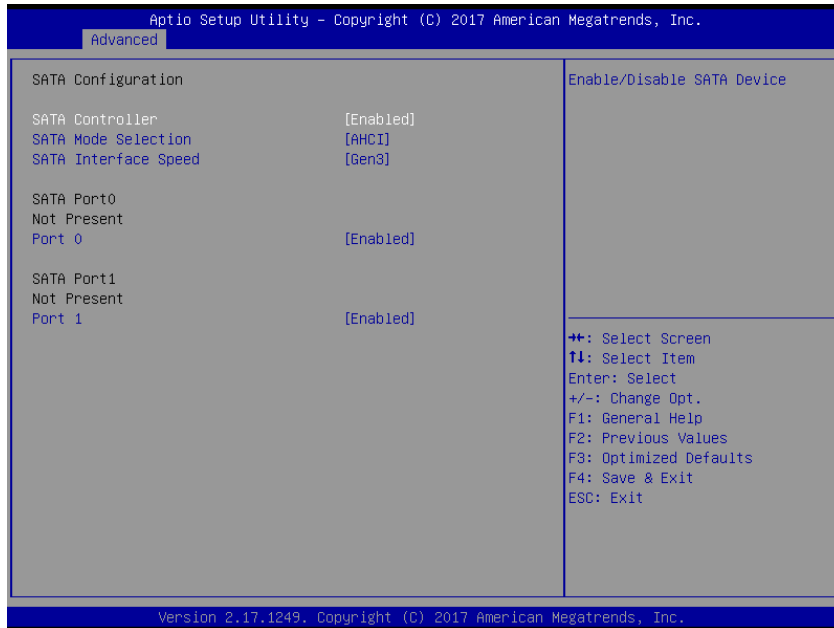 Aptio Setup Utility – Copyright (C) 2017 American Megatrends, Inc.
Advanced
SATA Configuration
SATA Controller [Enabled]
SATA Mode Selection [AHCI]
SATA Interface Speed [Gen3]
SATA Port0
Not Present
Port 0 [Enabled]
SATA Port1
Not Present
Port 1 [Enabled]
Enable/Disable SATA Device
→←: Select Screen
↑↓: Select Item
Enter: Select
+/-: Change Opt.
F1: General Help
F2: Previous Values
F3: Optimized Defaults
F4: Save & Exit
ESC: Exit
Version 2.17.1249. Copyright (C) 2017 American Megatrends, Inc.